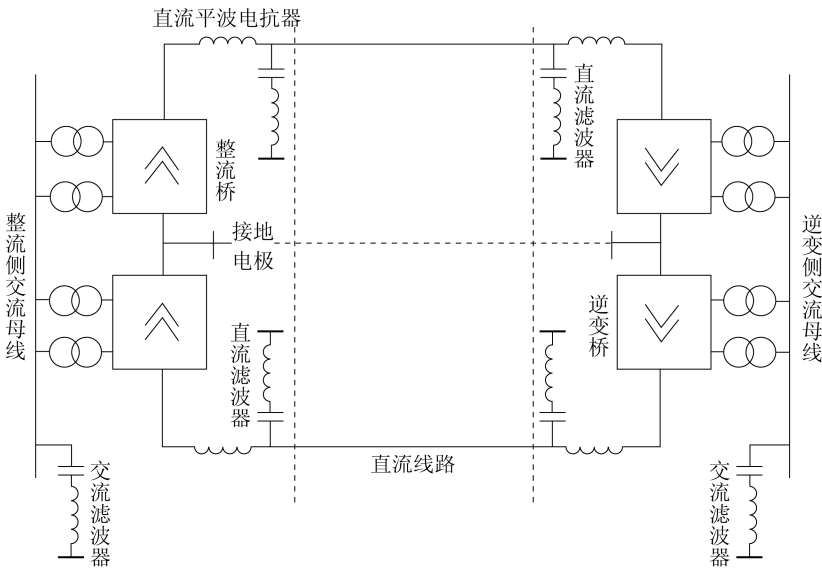 直流平波电抗器
直流滤波器
整流桥
接地
电极
整流侧交流母线
逆变侧交流母线
直流滤波器
逆变桥
直流线路
交流滤波器
交流滤波器